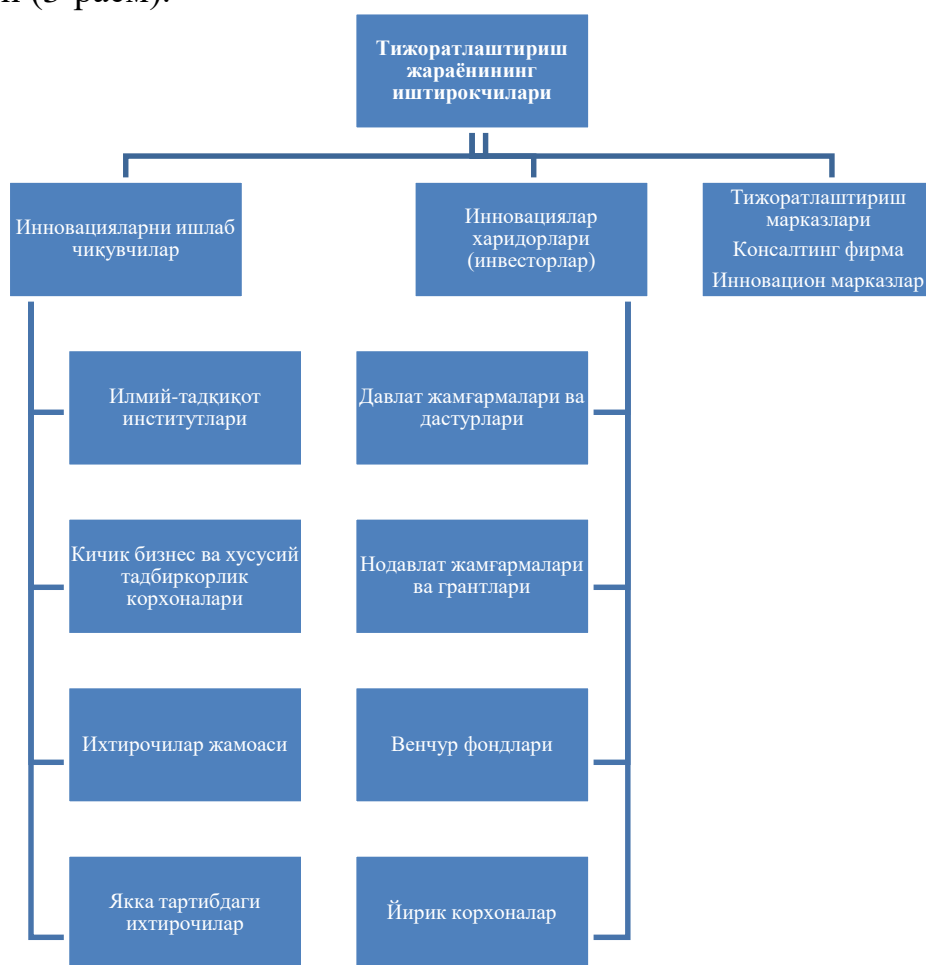 (3-расм).
Тижоратлаштириш
жараёнининг
иштирокчилари
Инновацияларни ишлаб
чиқувчилар
Инновациялар
харидорлари
(инвесторлар)
Тижоратлаштириш
марказлари
Консалтинг фирма
Инновацион марказлар
Илмий-тадқиқот
институтлари
Давлат жамғармалари ва
дастурлари
Кичик бизнес ва хусусий
тадбиркорлик
корхоналари
Нодавлат жамғармалари
ва грантлари
Ихтирочилар жамоаси
Венчур фондлари
Якка тартибдаги
ихтирочилар
Йирик корхоналар